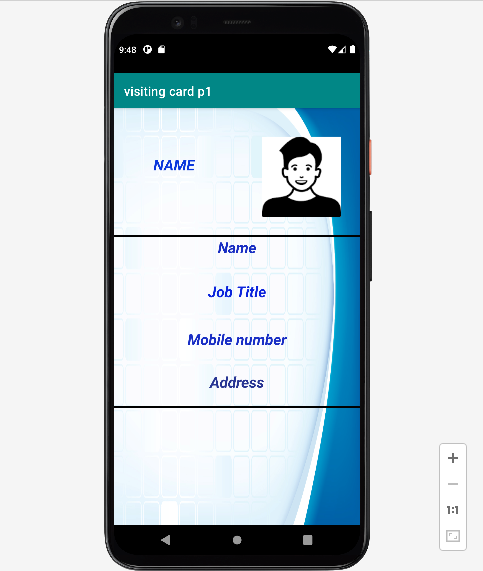 9:48
visiting card p1
NAME
Name
Job Title
Mobile number
Address
1:1